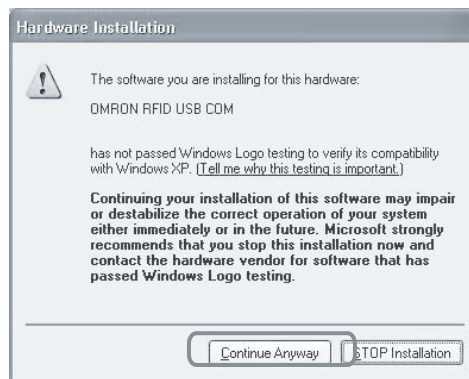 Hardware Installation
The software you are installing for this hardware:
OMRON RFID USB COM
has not passed Windows Logo testing to verify its compatibility
with Windows XP. (Tell me why this testing is important.)
Continuing your installation of this software may impair
or destabilize the correct operation of your system
either immediately or in the future. Microsoft strongly
recommends that you stop this installation now and
contact the hardware vendor for software that has
passed Windows Logo testing.
Continue Anyway STOP Installation